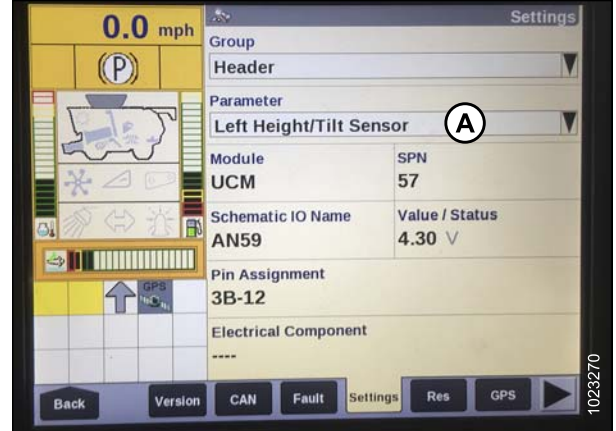 0.0 mph
(P)
GPS
Settings
Group
Header
Parameter
Left Height/Tilt Sensor
A
Module
UCM
SPN
57
Schematic IO Name
AN59
Value / Status
4.30 V
Pin Assignment
3B-12
Electrical Component
----
Back
Version
CAN
Fault
Settings
Res
GPS
1023270